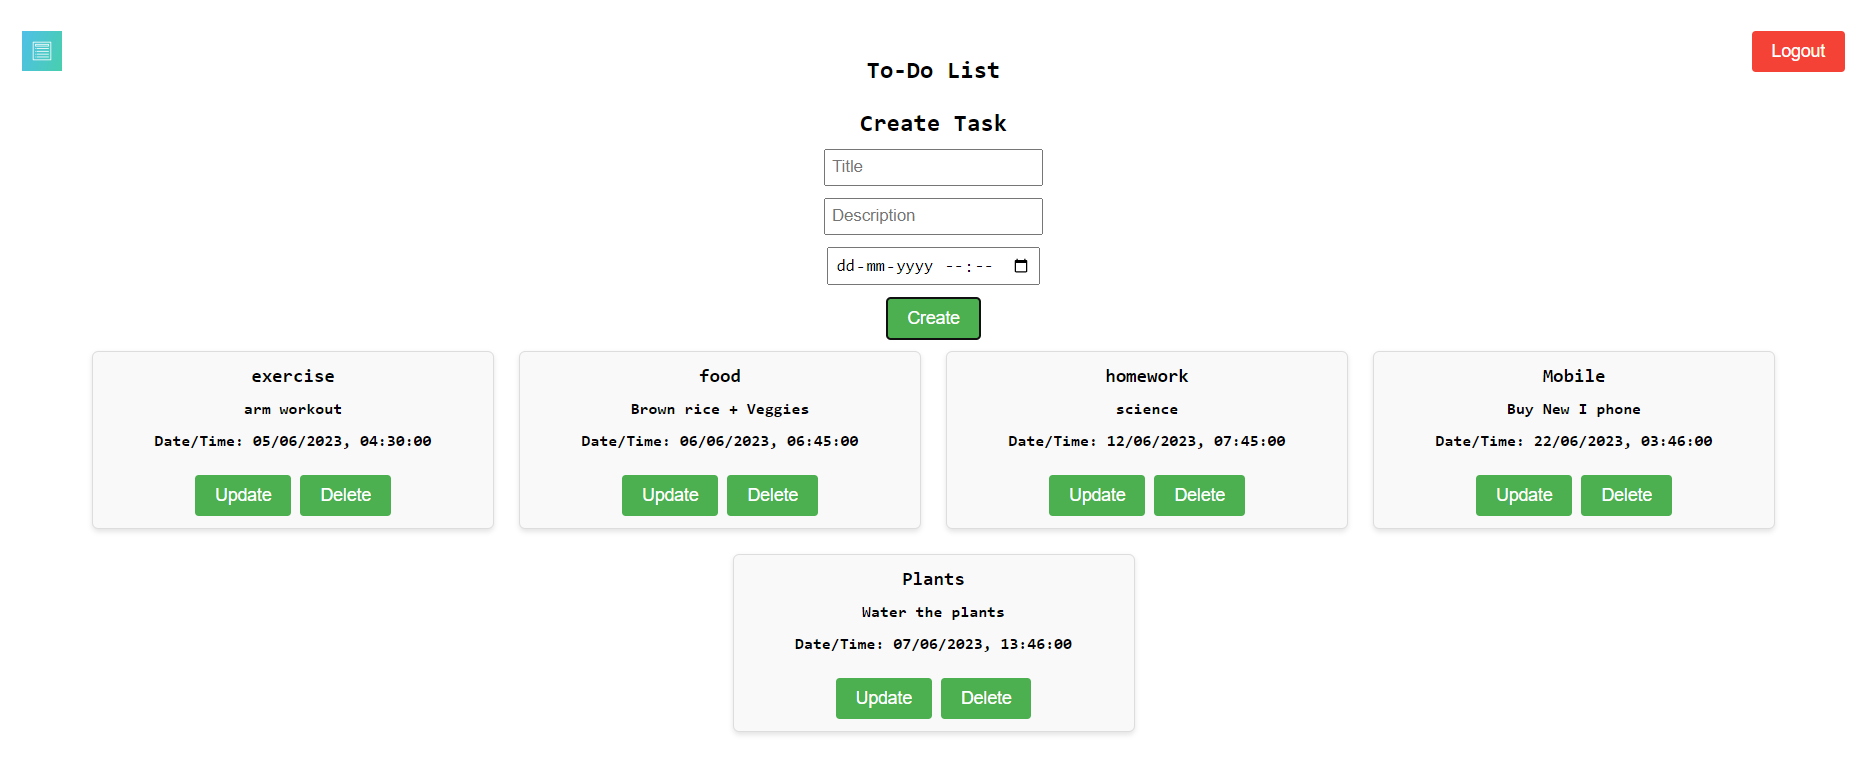 Logout
To-Do List
Create Task
Title
Description
dd-mm-yyyy --:--
Create
exercise
arm workout
Date/Time: 05/06/2023, 04:30:00
Update Delete
food
Brown rice + Veggies
Date/Time: 06/06/2023, 06:45:00
Update Delete
homework
science
Date/Time: 12/06/2023, 07:45:00
Update Delete
Mobile
Buy New I phone
Date/Time: 22/06/2023, 03:46:00
Update Delete
Plants
Water the plants
Date/Time: 07/06/2023, 13:46:00
Update Delete